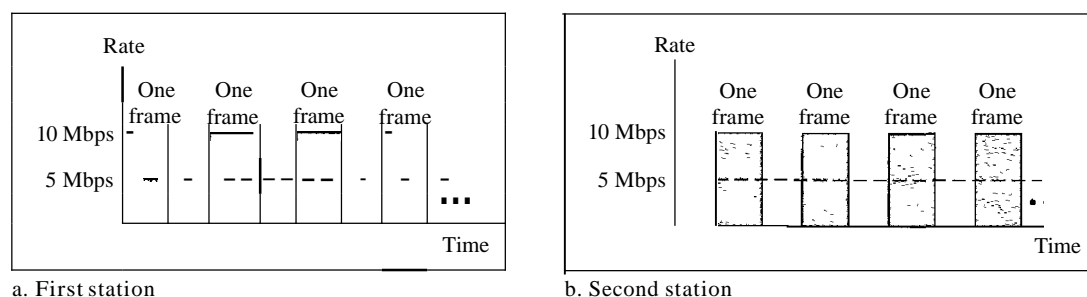 Rate
One One One One
frame frame frame frame
10 Mbps
5 Mbps
...
Time
a. First station
Rate
One One One One
frame frame frame frame
10 Mbps
5 Mbps
Time
b. Second station